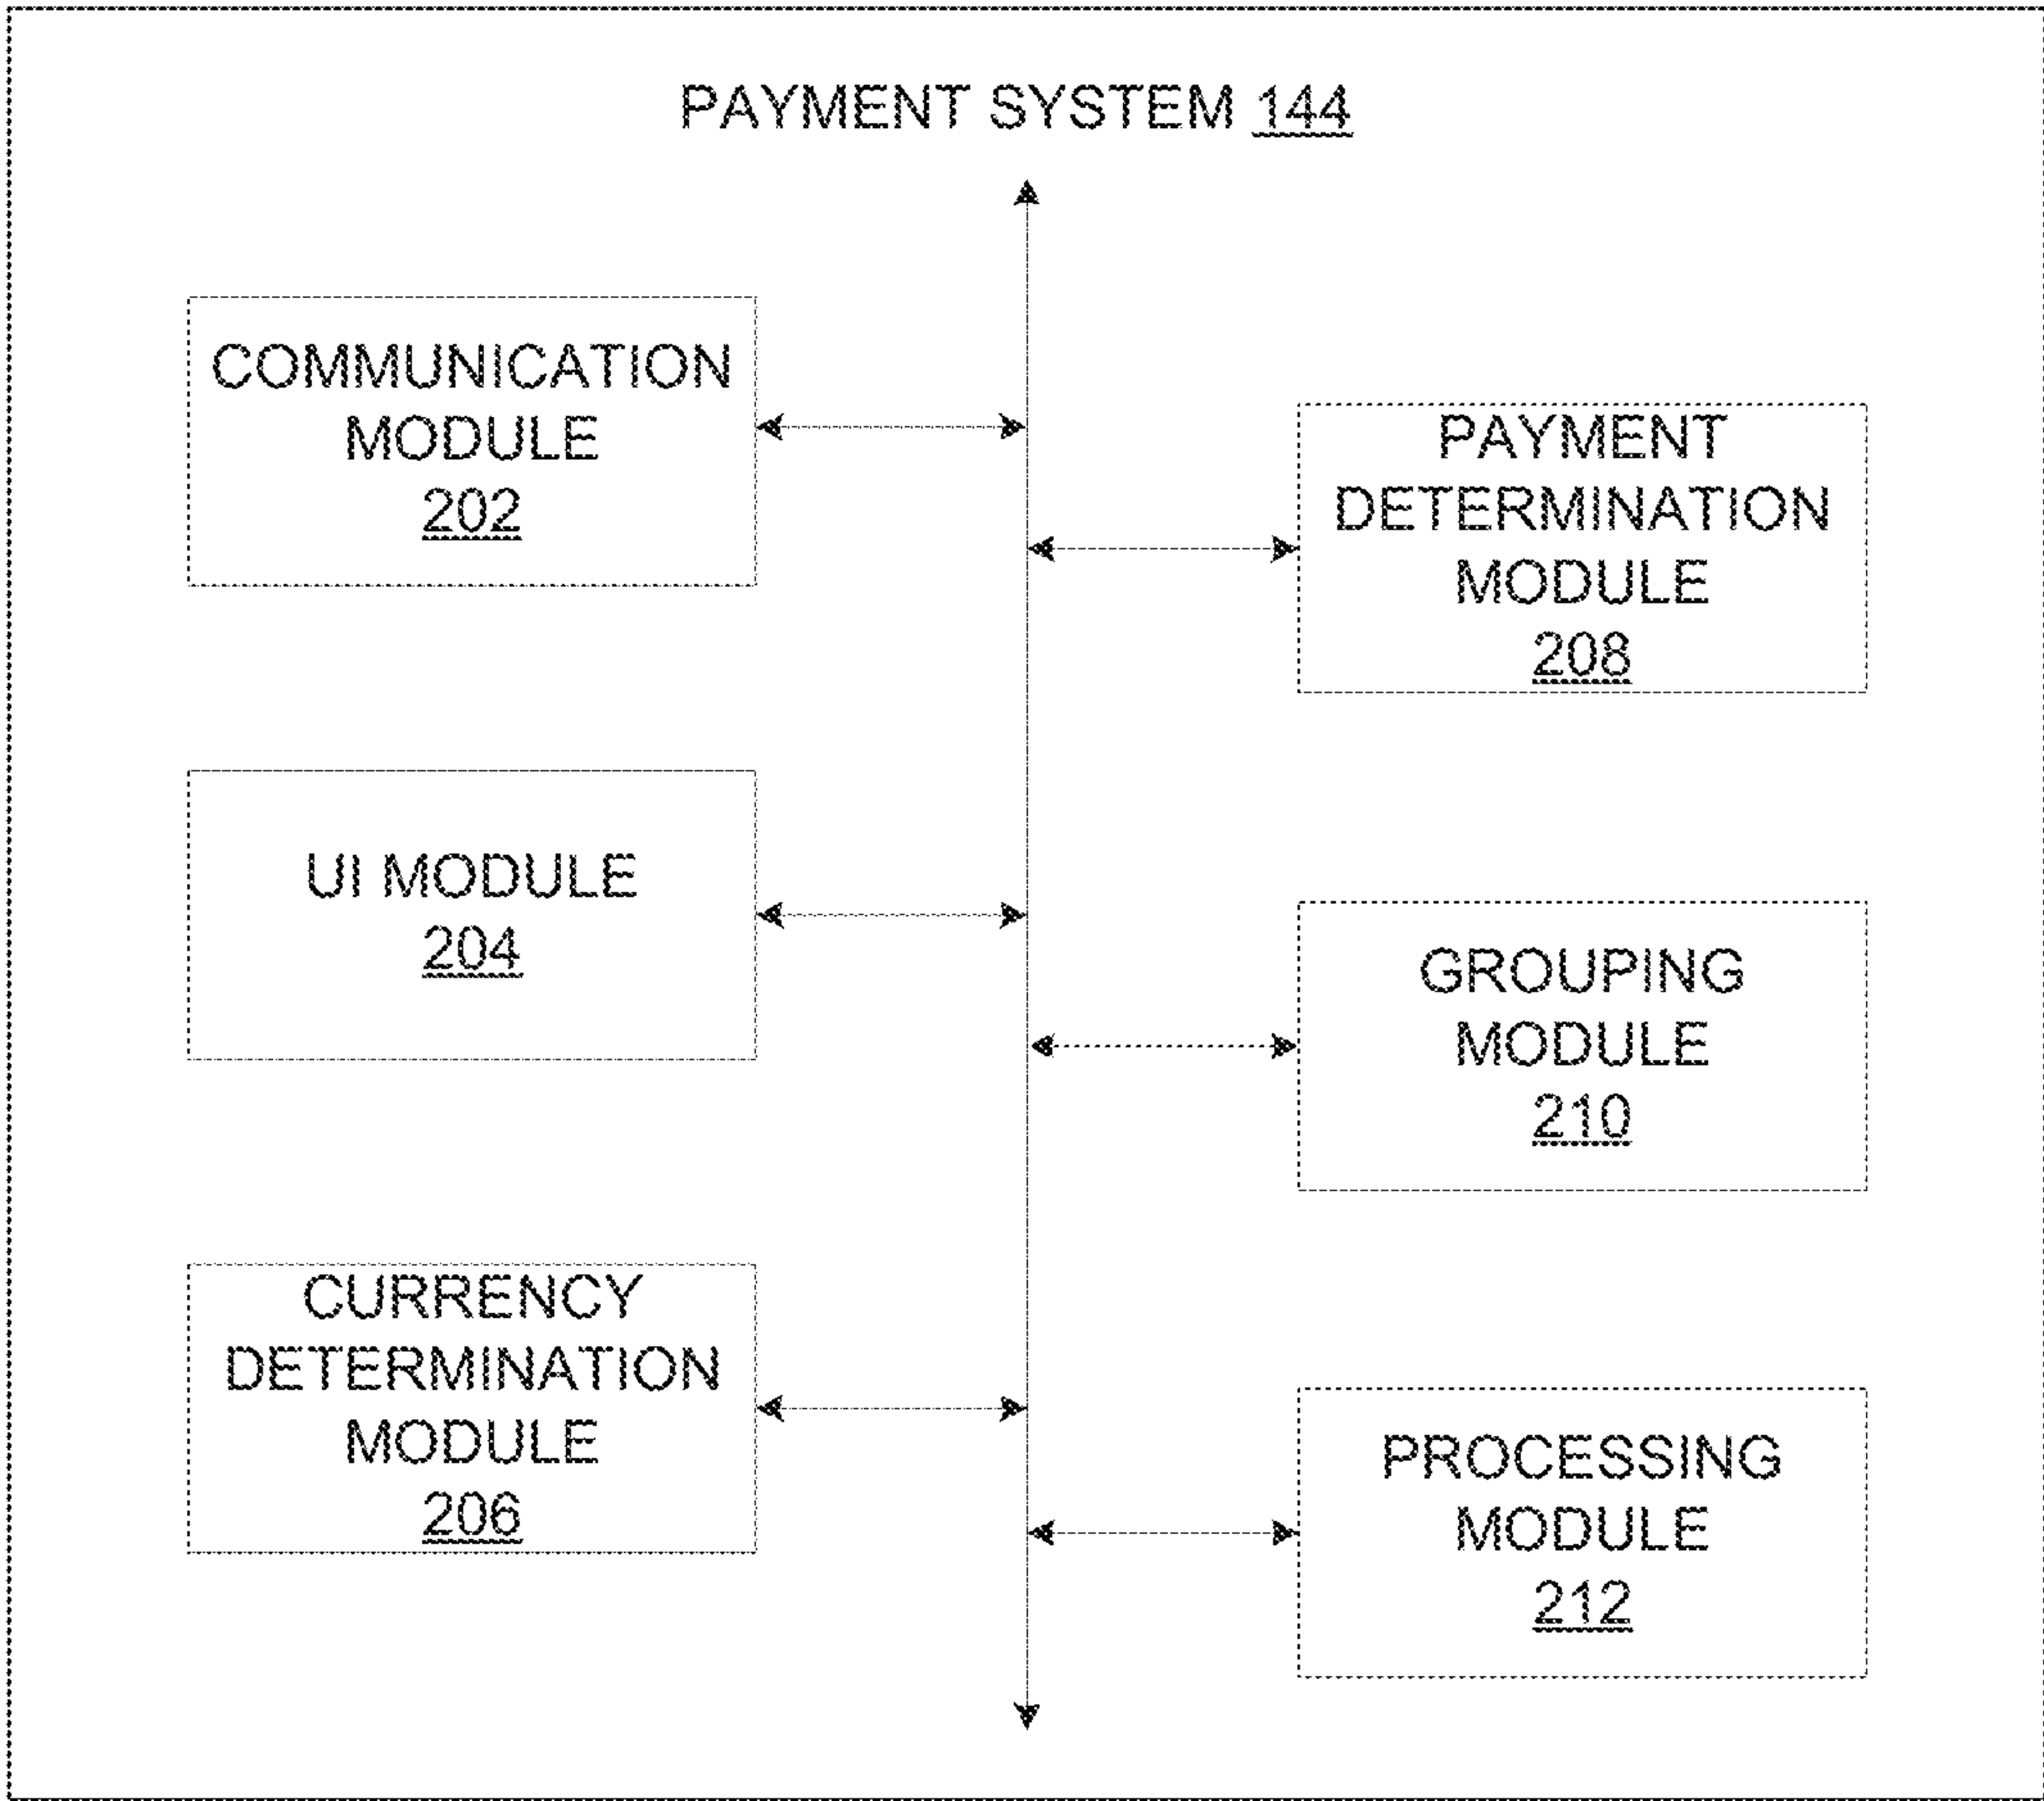 PAYMENT SYSTEM 144
COMMUNICATION
MODULE
202
UI MODULE
204
CURRENCY
DETERMINATION
MODULE
206
PAYMENT
DETERMINATION
MODULE
208
GROUPING
MODULE
210
PROCESSING
MODULE
212